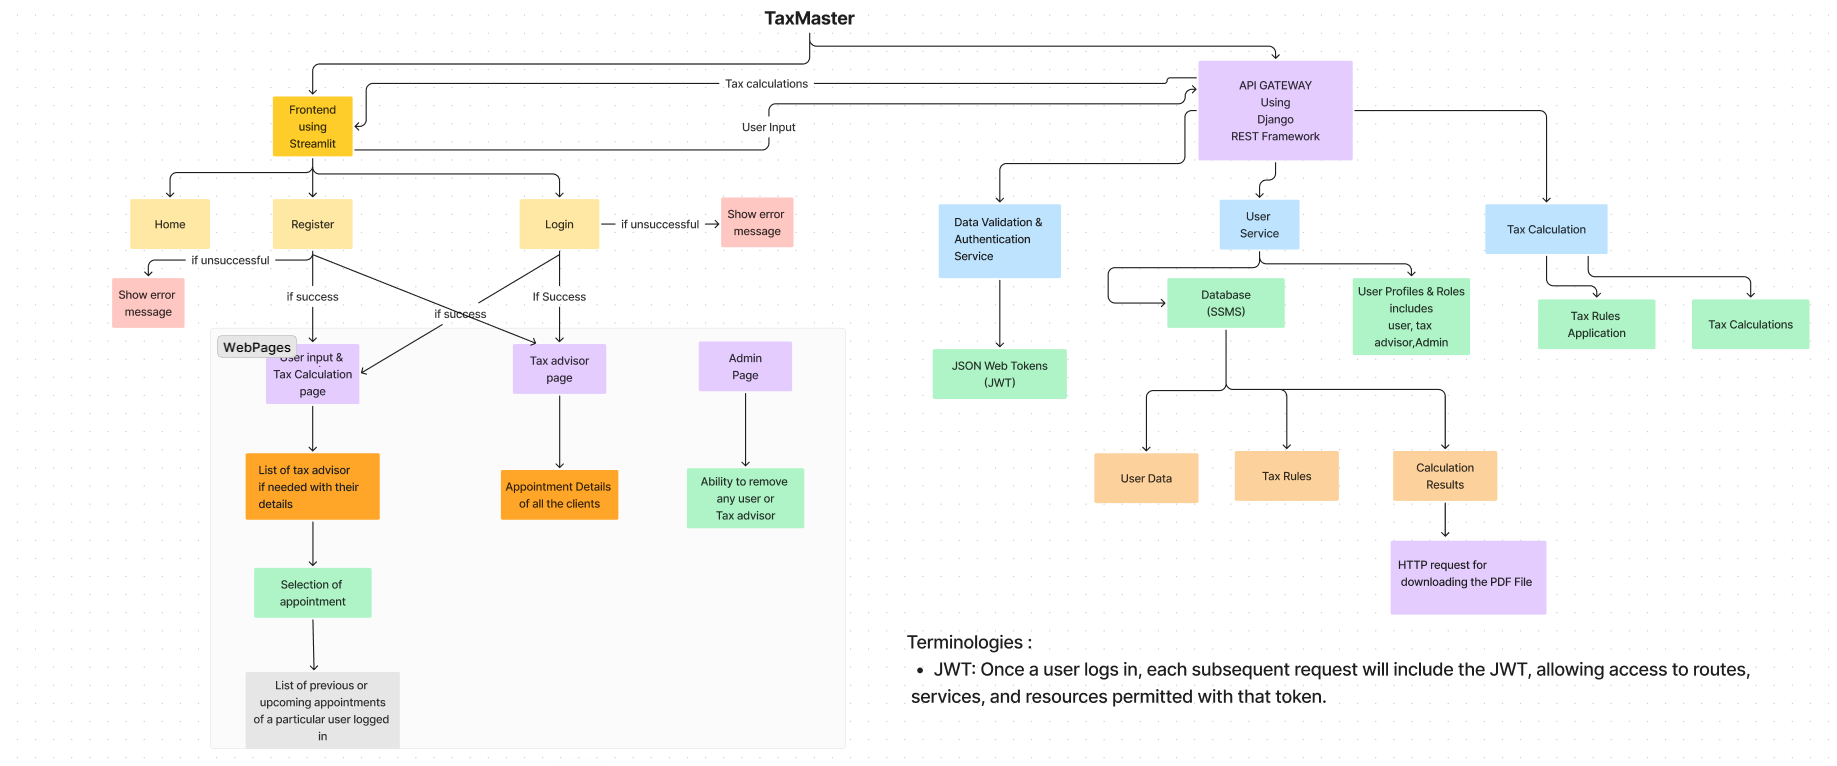 TaxMaster
Tax calculations
User Input
Frontend
using
Streamlit
API GATEWAY
Using
Django
REST Framework
Home
Register
Login
if unsuccessful
Show error
message
if unsuccessful
Show error
message
if success
If Success
if success
WebPages
User input &
Tax Calculation
page
Tax advisor
page
Admin
Page
List of tax advisor
if needed with their
details
Appointment Details
of all the clients
Ability to remove
any user or
Tax advisor
Selection of
appointment
List of previous or
upcoming appointments
of a particular user logged
in
Data Validation &
Authentication
Service
User
Service
Tax Calculation
Database
(SSMS)
User Profiles & Roles
includes
user, tax
advisor,Admin
Tax Rules
Application
Tax Calculations
JSON Web Tokens
(JWT)
User Data
Tax Rules
Calculation
Results
HTTP request for
downloading the PDF File
Terminologies :
• JWT: Once a user logs in, each subsequent request will include the JWT, allowing access to routes,
services, and resources permitted with that token.